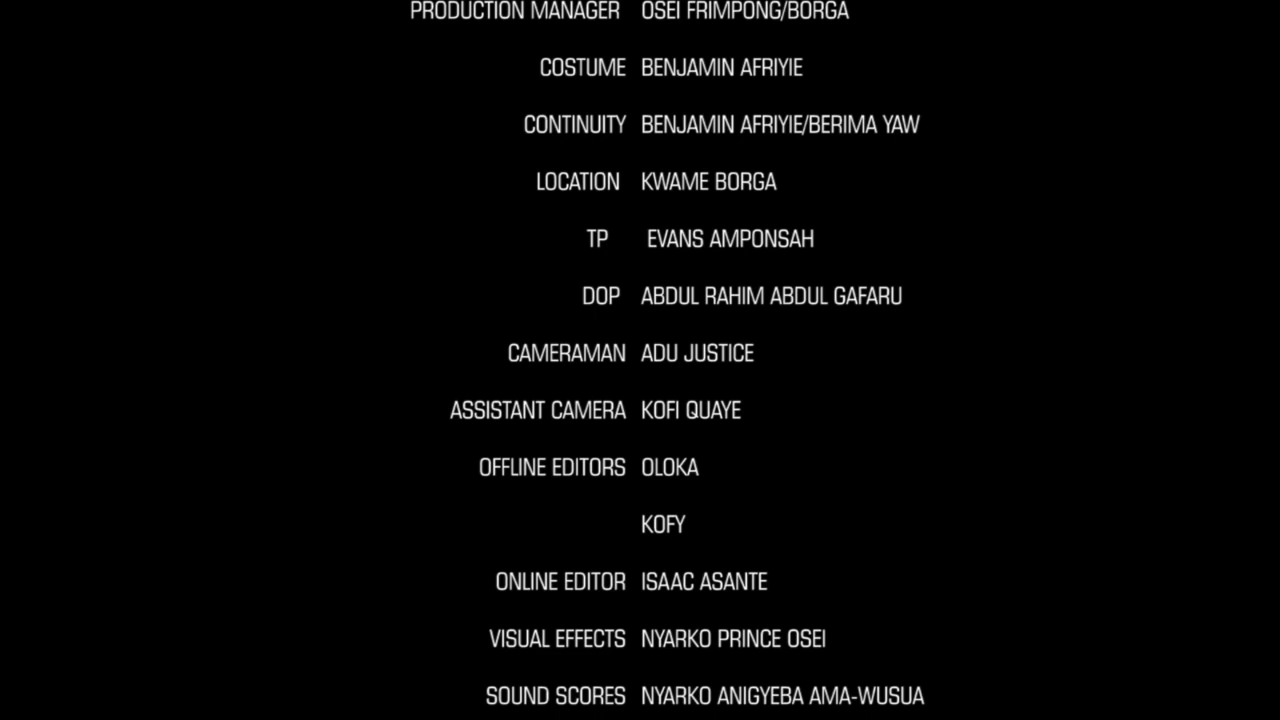 PRODUCTION MANAGER OSEI FRIMPONG/BORGA
COSTUME BENJAMIN AFRIYIE
CONTINUITY BENJAMIN AFRIYIE/BERIMA YAW
LOCATION KWAME BORGA
TP EVANS AMPONSAH
DOP ABDUL RAHIM ABDUL GAFARU
CAMERAMAN ADU JUSTICE
ASSISTANT CAMERA KOFI QUAYE
OFFLINE EDITORS OLOKA
KOFY
ONLINE EDITOR ISAAC ASANTE
VISUAL EFFECTS NYARKO PRINCE OSEI
SOUND SCORES NYARKO ANIGYEBA AMA-WUSUA